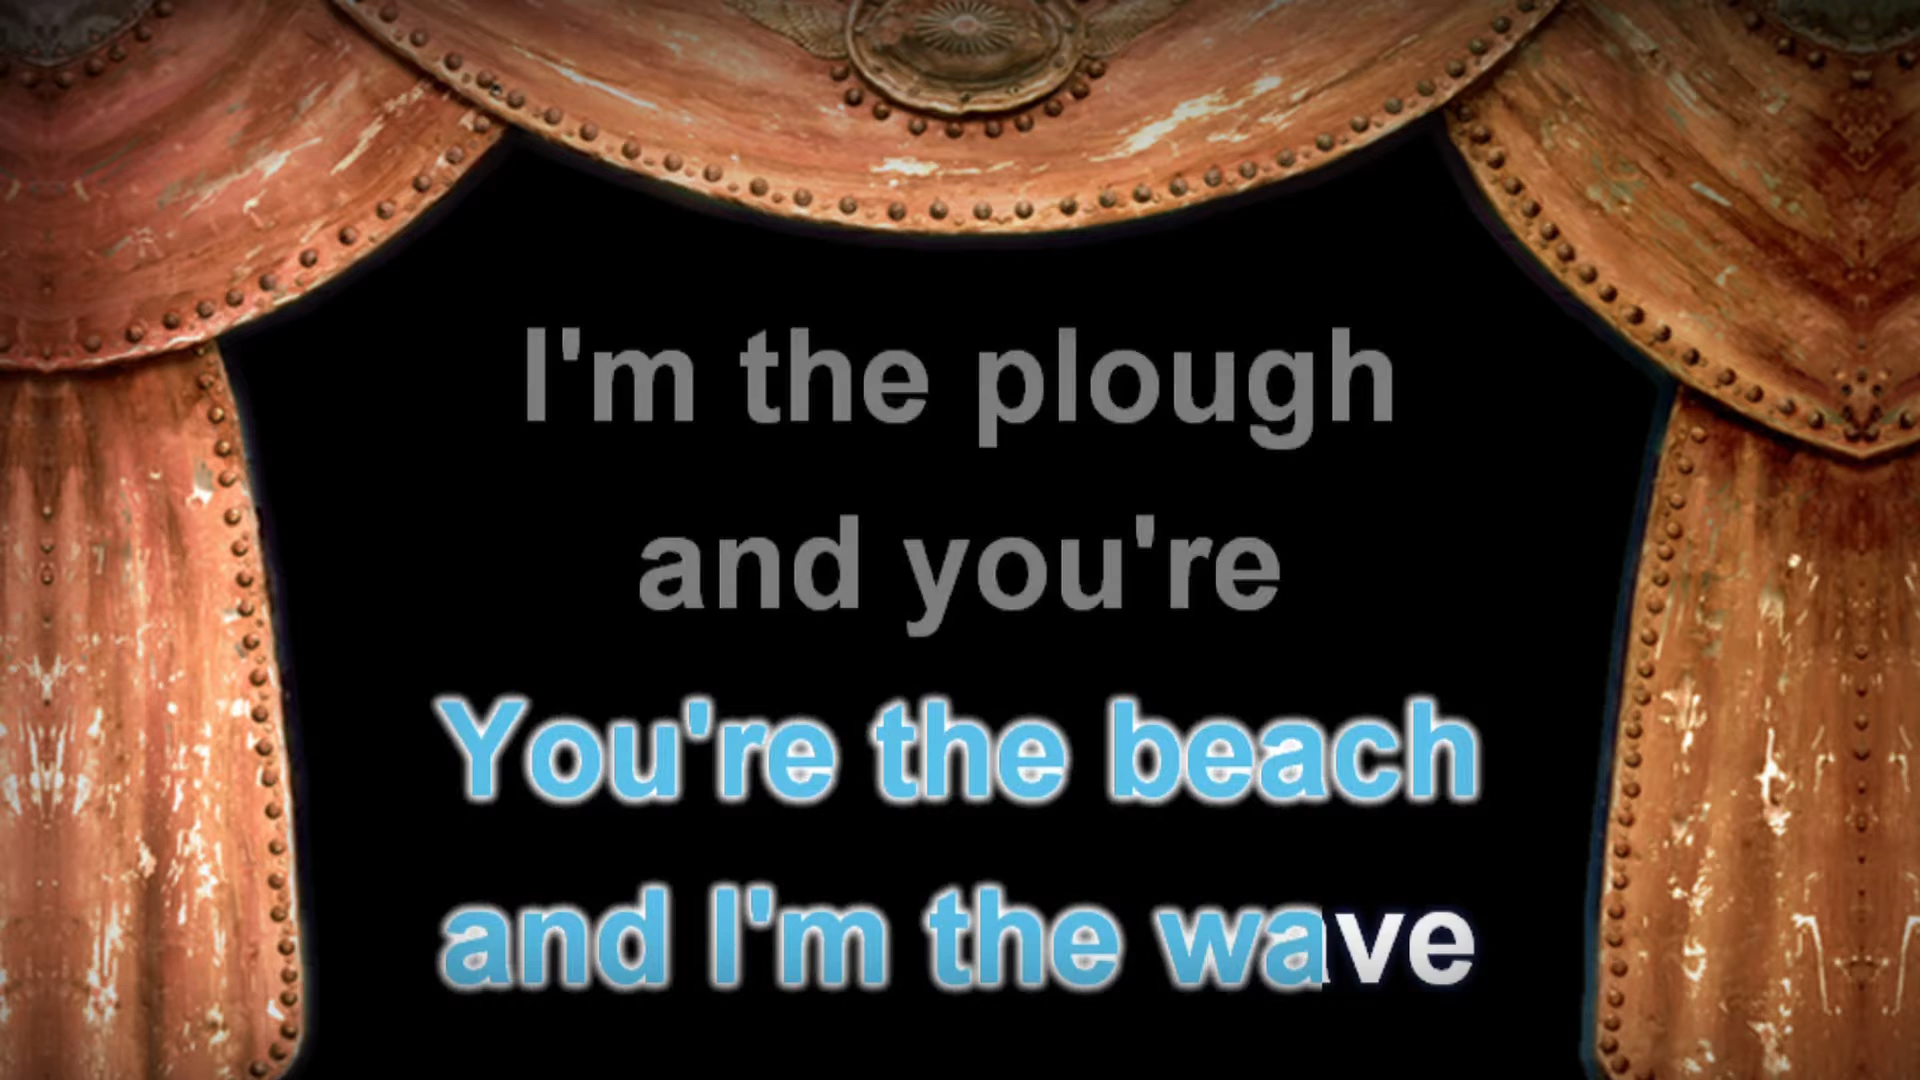 I'm the plough
and you're
You're the beach
and I'm the wave